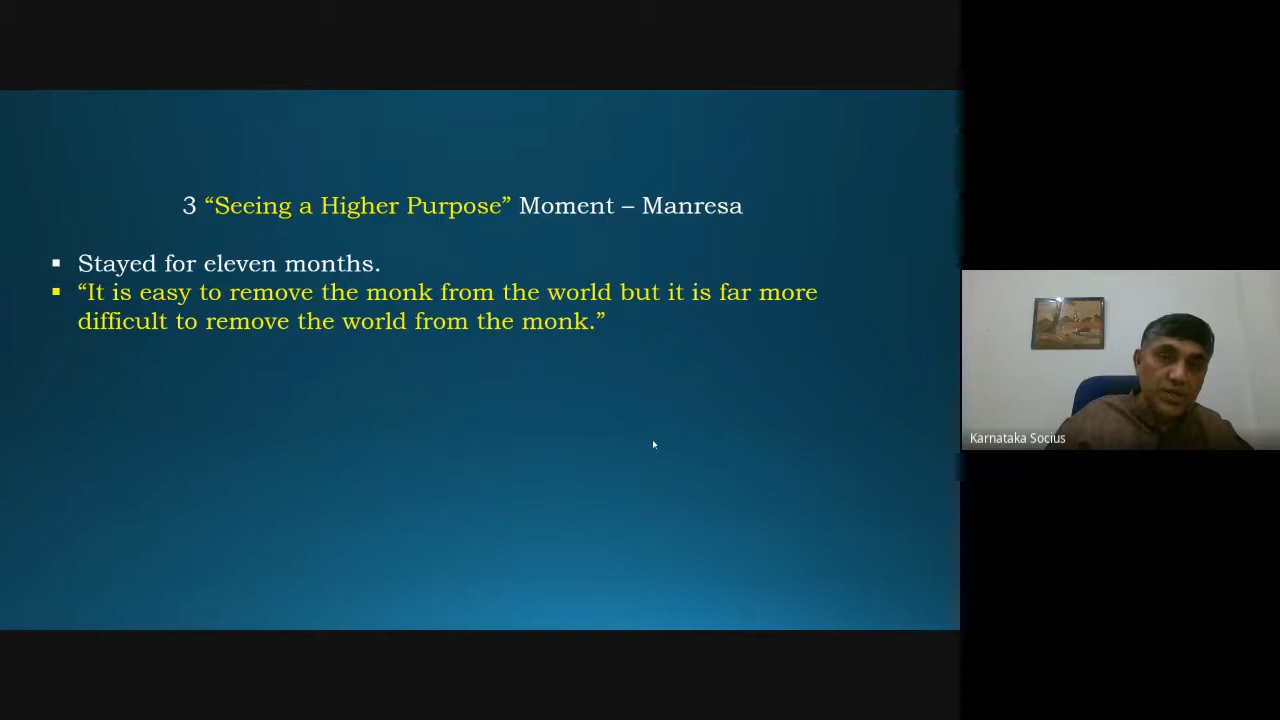 3 “Seeing a Higher Purpose” Moment – Manresa
▪ Stayed for eleven months.
▪ “It is easy to remove the monk from the world but it is far more
difficult to remove the world from the monk.”
Karnataka Socius